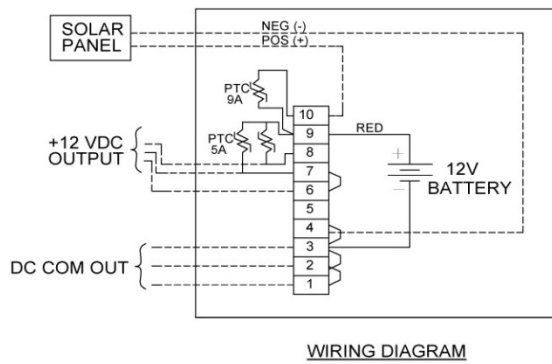 SOLAR
PANEL
NEG (-)
POS (+)
PTC
9A
10
9
RED
+12 VDC
OUTPUT
PTC
5A
8
7
6
5
4
3
2
1
+
12V
BATTERY
-
DC COM OUT
WIRING DIAGRAM